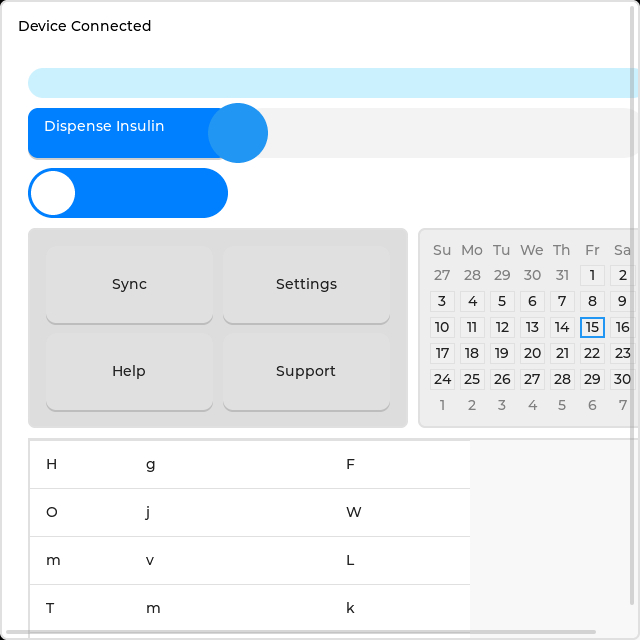 Device Connected
Dispense Insulin
Sync Settings
Help Support
Su Mo Tu We Th Fr Sa
27 28 29 30 31 1 2
3 4 5 6 7 8 9
10 11 12 13 14 15 16
17 18 19 20 21 22 23
24 25 26 27 28 29 30
1 2 3 4 5 6 7
H g F
O j W
m v L
T m k